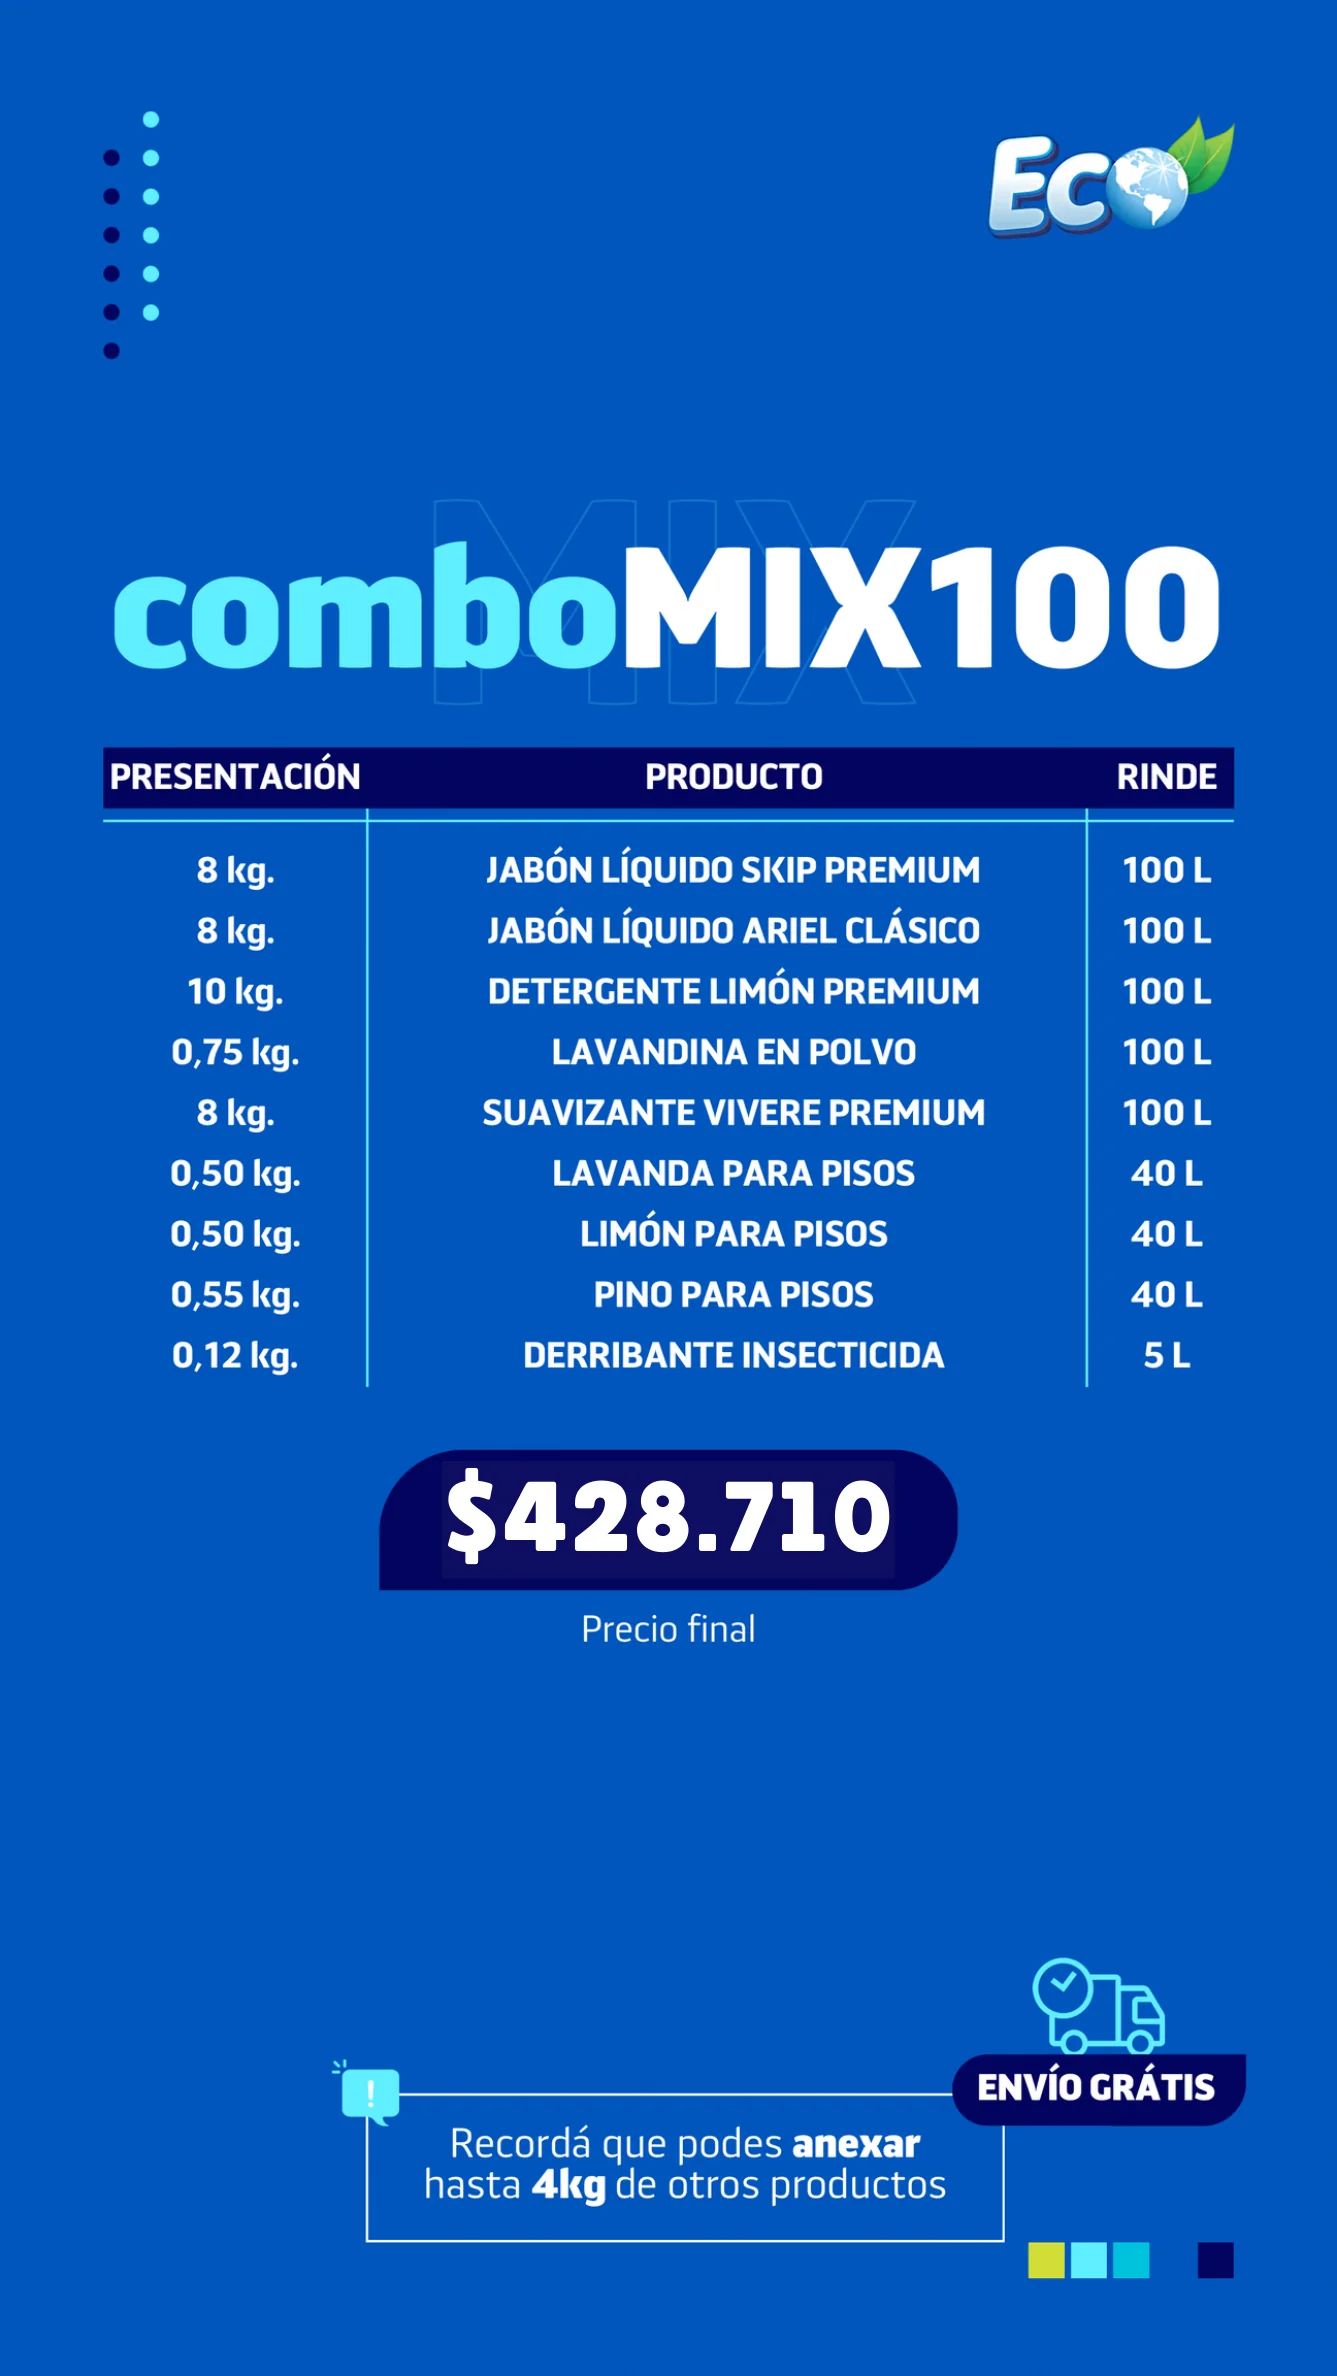 Eco
MIX
comboMIX100
PRESENTACIÓN PRODUCTO RINDE
8 kg. JABÓN LÍQUIDO SKIP PREMIUM 100 L
8 kg. JABÓN LÍQUIDO ARIEL CLÁSICO 100 L
10 kg. DETERGENTE LIMÓN PREMIUM 100 L
0,75 kg. LAVANDINA EN POLVO 100 L
8 kg. SUAVIZANTE VIVERE PREMIUM 100 L
0,50 kg. LAVANDA PARA PISOS 40 L
0,50 kg. LIMÓN PARA PISOS 40 L
0,55 kg. PINO PARA PISOS 40 L
0,12 kg. DERRIBANTE INSECTICIDA 5 L
$428.710
Precio final
ENVÍO GRÁTIS
!
Recordá que podes anexar
hasta 4kg de otros productos